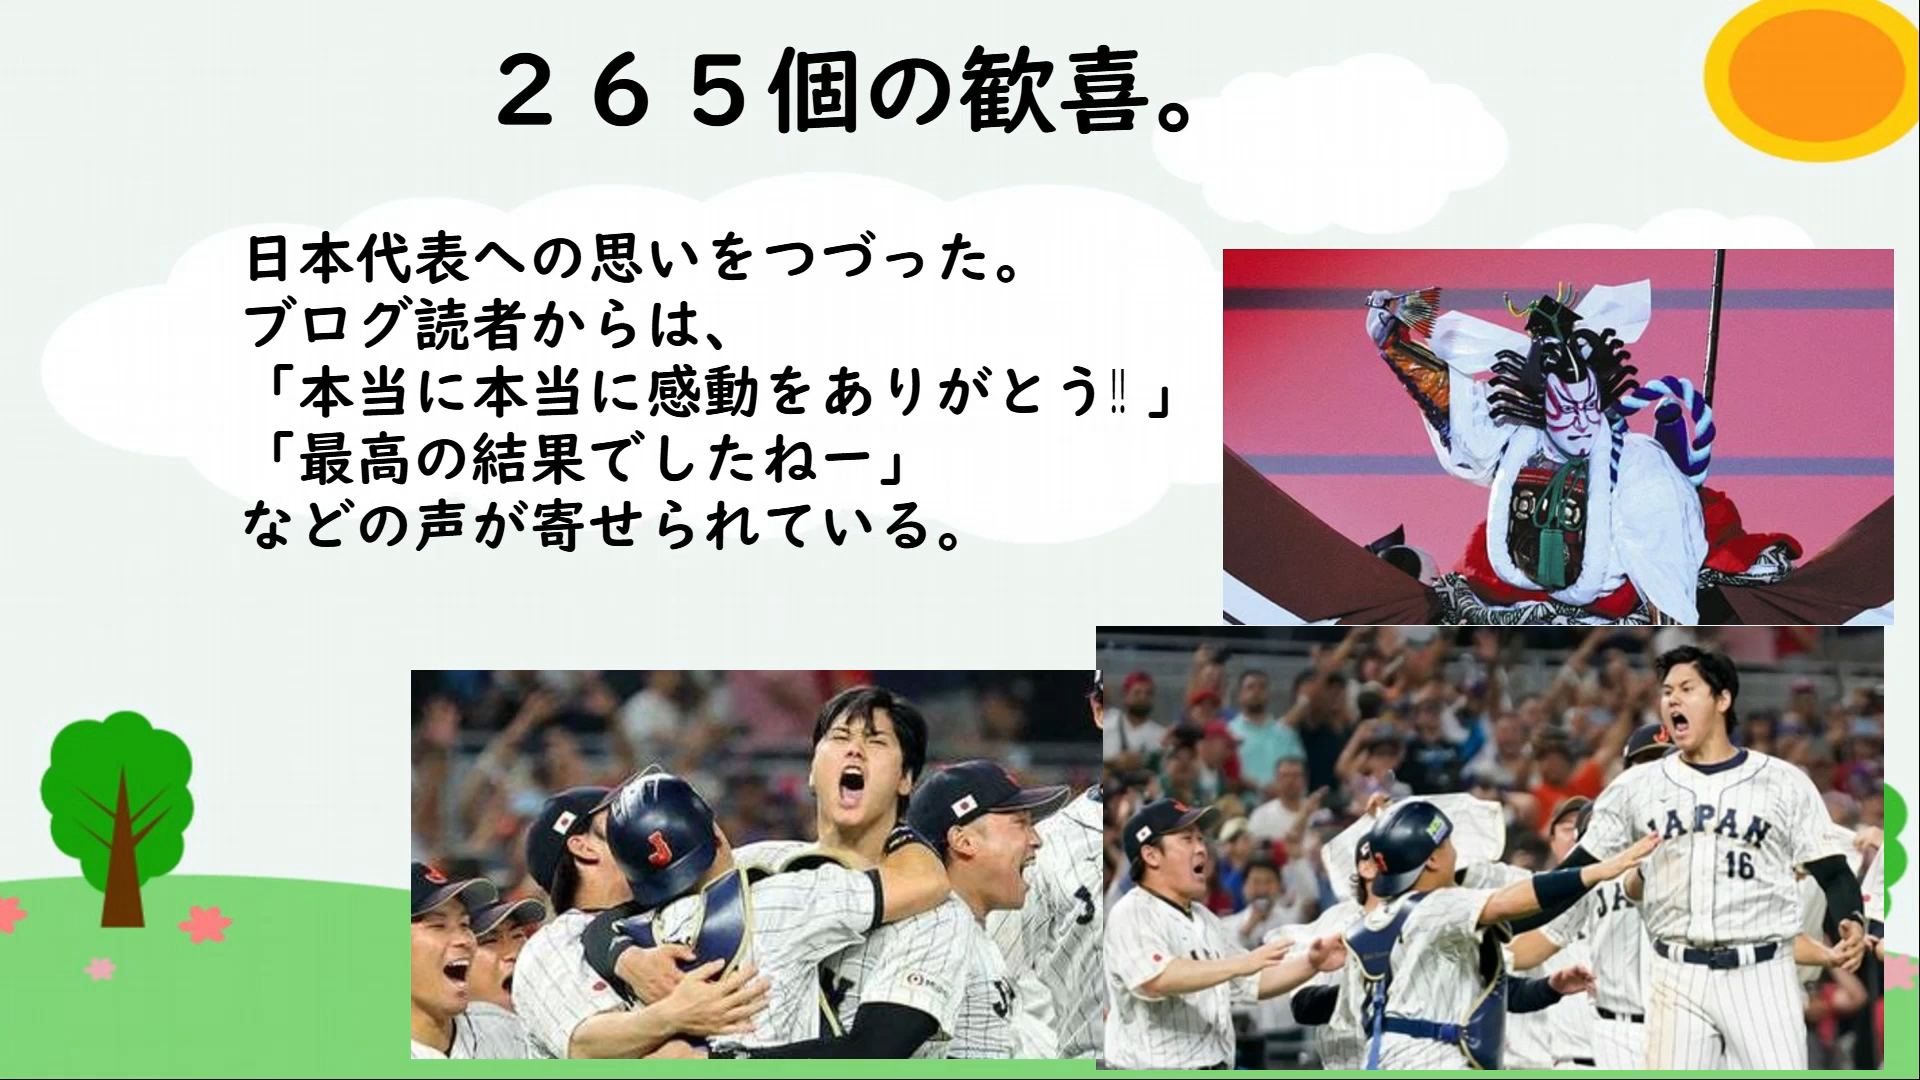 ２６５個の歓喜。
日本代表への思いをつづった。
ブログ読者からは、
「本当に本当に感動をありがとう‼ 」
「最高の結果でしたねー」
などの声が寄せられている。
J
JAPAN
16